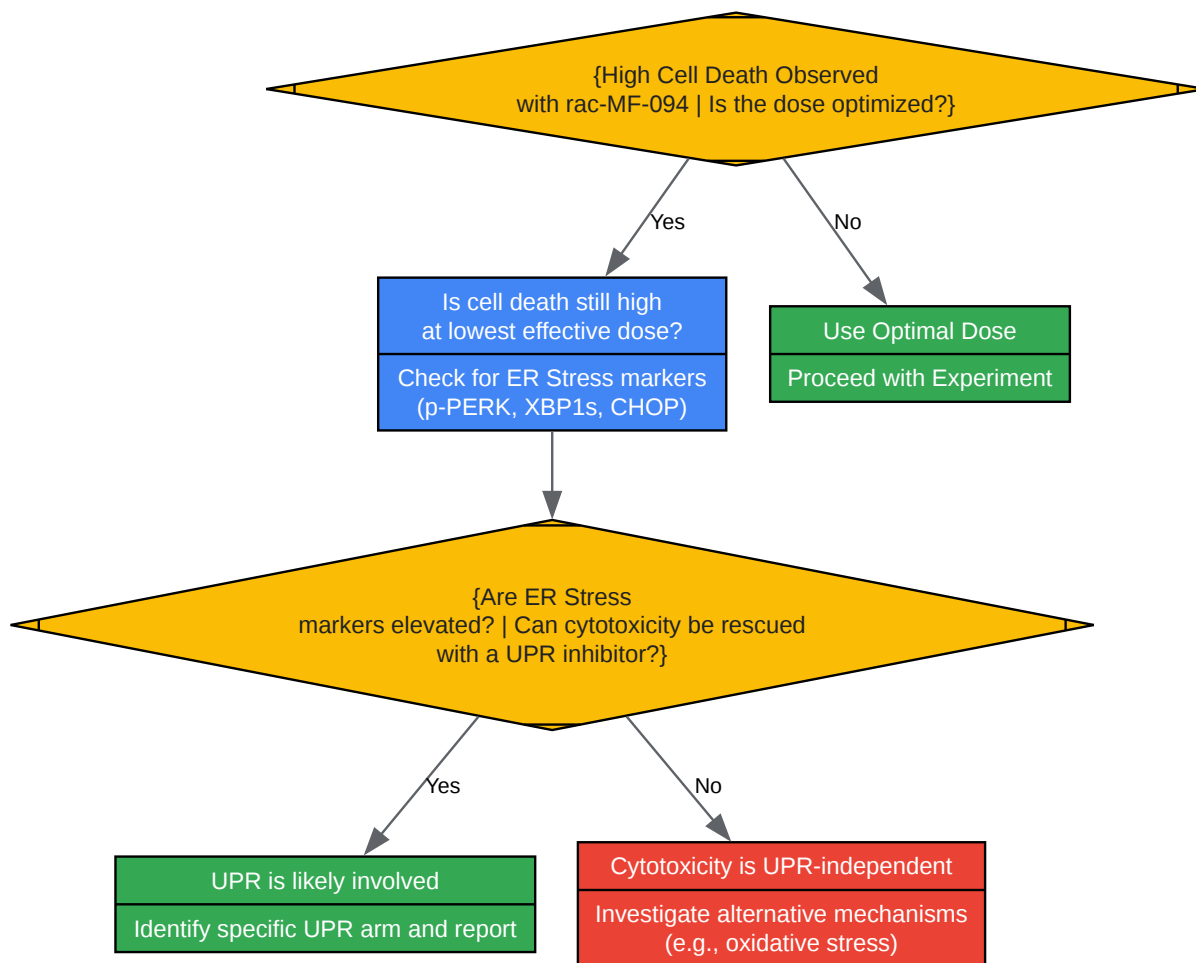 {High Cell Death Observed
with rac-MF-094 | Is the dose optimized?}
Yes
No
Is cell death still high
at lowest effective dose?
Check for ER Stress markers
(p-PERK, XBP1s, CHOP)
Use Optimal Dose
Proceed with Experiment
{Are ER Stress
markers elevated? | Can cytotoxicity be rescued
with a UPR inhibitor?}
Yes
No
UPR is likely involved
Identify specific UPR arm and report
Cytotoxicity is UPR-independent
Investigate alternative mechanisms
(e.g., oxidative stress)